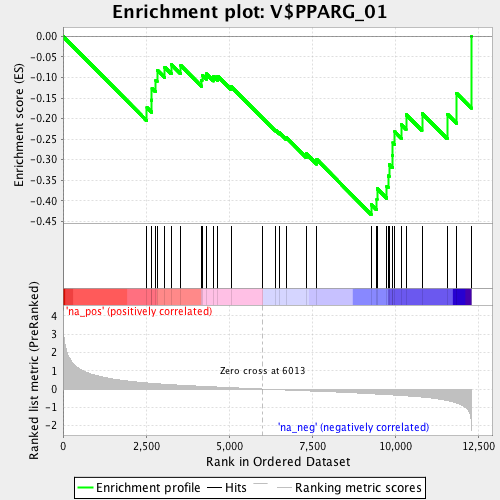 Enrichment plot: V$PPARG_01
Enrichment score (ES)
0.00
-0.05
-0.10
-0.15
-0.20
-0.25
-0.30
-0.35
-0.40
-0.45
'na_pos' (positively correlated)
Ranked list metric (PreRanked)
4
3
2
1
0
-1
-2
Zero cross at 6013
'na_neg' (negatively correlated)
0
2,500
5,000
7,500
10,000
12,500
Rank in Ordered Dataset
Enrichment profile
Hits
Ranking metric scores